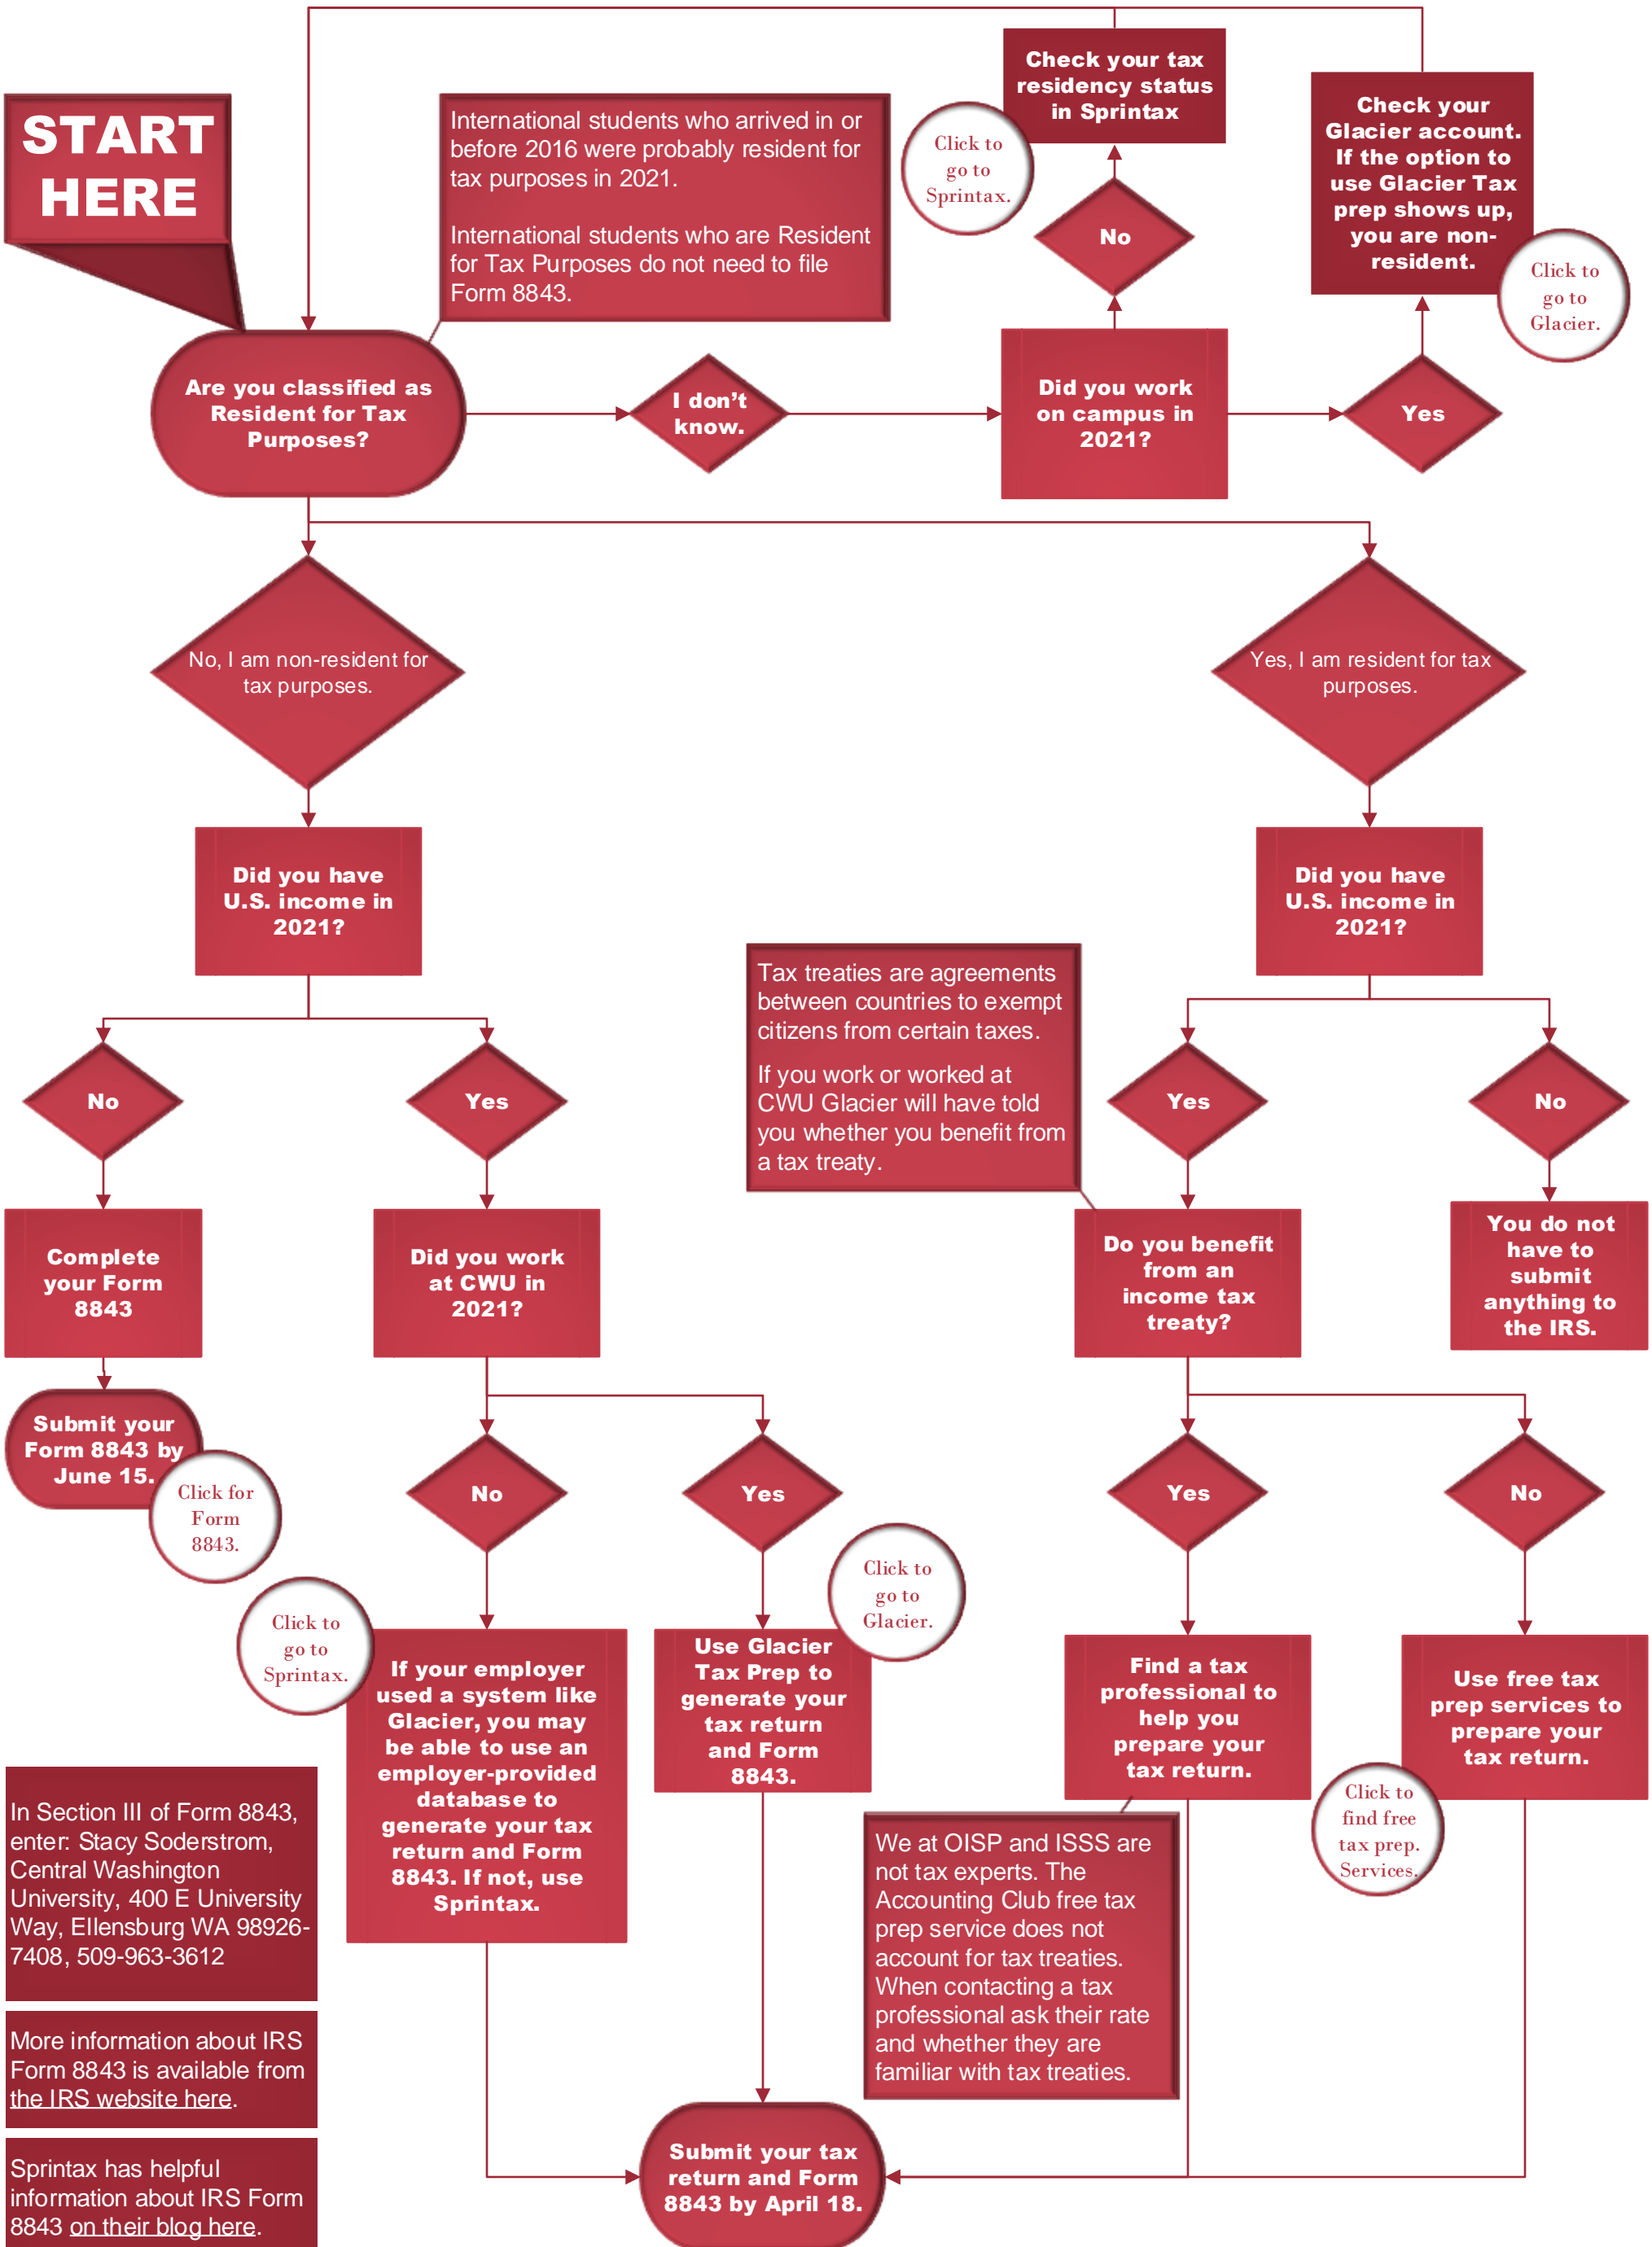 START
HERE
International students who arrived in or
before 2016 were probably resident for
tax purposes in 2021.
International students who are Resident
for Tax Purposes do not need to file
Form 8843.
Check your tax
residency status
in Sprintax
Click to
go to
Sprintax.
No
Check your
Glacier account.
If the option to
use Glacier Tax
prep shows up,
you are non-
resident.
Click to
go to
Glacier.
Are you classified as
Resident for Tax
Purposes?
I don't
know.
Did you work
on campus in
2021?
Yes
No, I am non-resident for
tax purposes.
Yes, I am resident for tax
purposes.
Did you have
U.S. income in
2021?
Did you have
U.S. income in
2021?
Tax treaties are agreements
between countries to exempt
citizens from certain taxes.
If you work or worked at
CWU Glacier will have told
you whether you benefit from
a tax treaty.
No
Yes
Yes
No
Complete
your Form
8843
Did you work
at CWU in
2021?
Do you benefit
from an
income tax
treaty?
You do not
have to
submit
anything to
the IRS.
Submit your
Form 8843 by
June 15.
Click for
Form
8843.
No
Yes
Yes
No
Click to
go to
Sprintax.
Click to
go to
Glacier.
If your employer
used a system like
Glacier, you may
be able to use an
employer-provided
database to
generate your tax
return and Form
8843. If not, use
Sprintax.
Use Glacier
Tax Prep to
generate your
tax return
and Form
8843.
Find a tax
professional to
help you
prepare your
tax return.
Use free tax
prep services to
prepare your
tax return.
Click to
find free
tax prep.
Services.
In Section III of Form 8843,
enter: Stacy Soderstrom,
Central Washington
University, 400 E University
Way, Ellensburg WA 98926-
7408, 509-963-3612
We at OISP and ISSS are
not tax experts. The
Accounting Club free tax
prep service does not
account for tax treaties.
When contacting a tax
professional ask their rate
and whether they are
familiar with tax treaties.
More information about IRS
Form 8843 is available from
the IRS website here.
Sprintax has helpful
information about IRS Form
8843 on their blog here.
Submit your tax
return and Form
8843 by April 18.